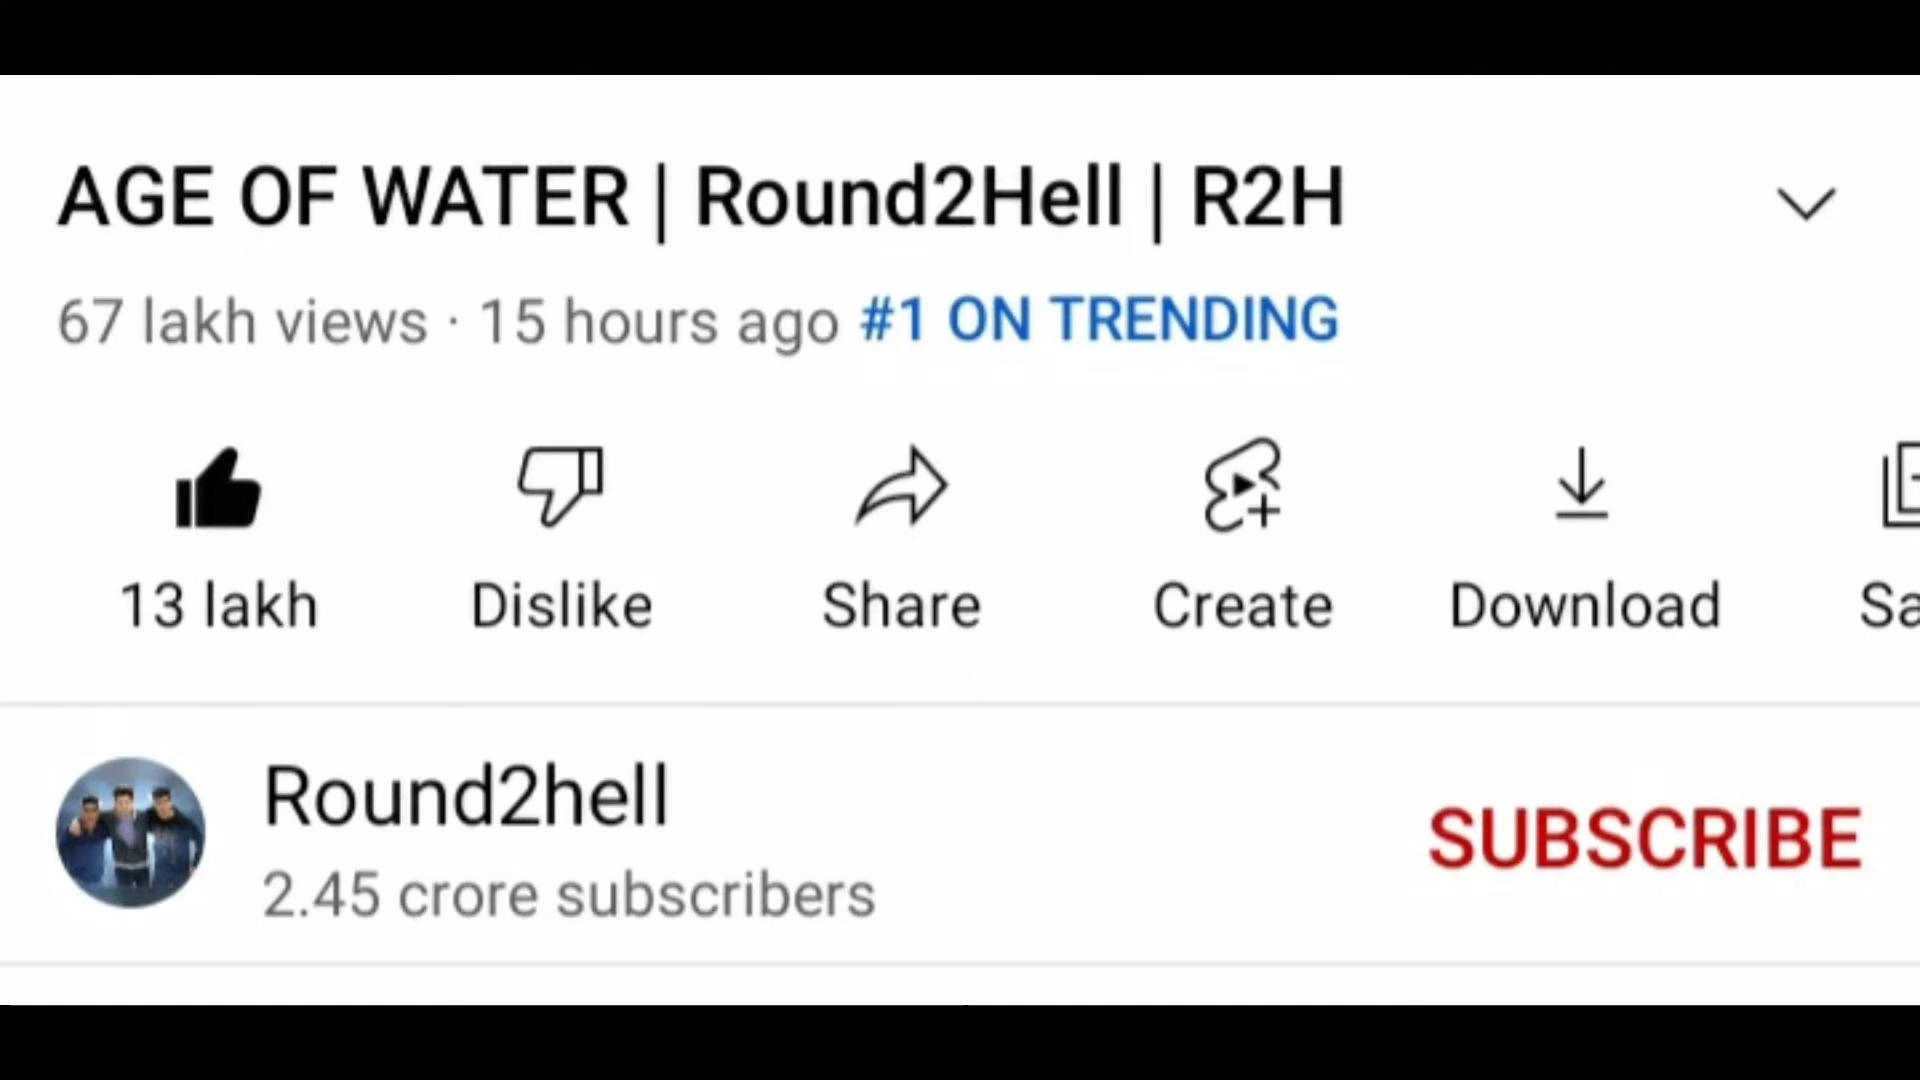 AGE OF WATER | Round2Hell | R2H
67 lakh views · 15 hours ago #1 ON TRENDING
13 lakh Dislike Share Create Download Sa
Round2hell
SUBSCRIBE
2.45 crore subscribers